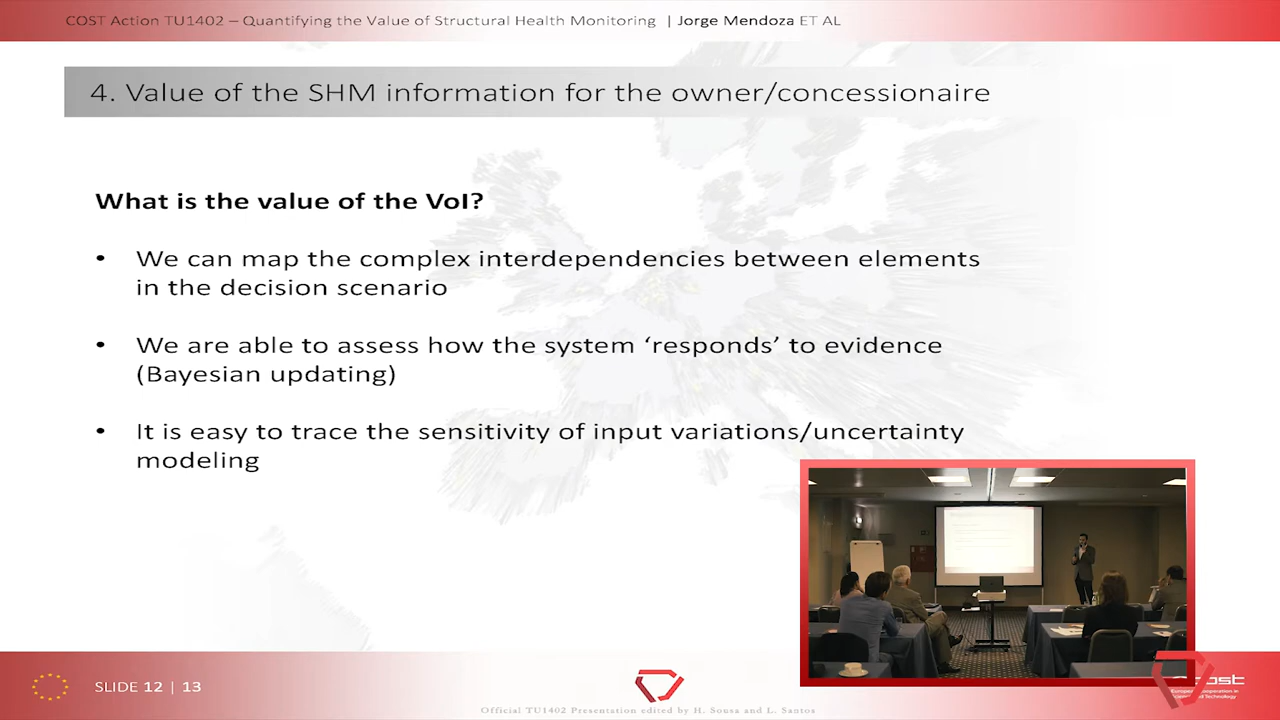 COST Action TU1402 – Quantifying the Value of Structural Health Monitoring | Jorge Mendoza ET AL
4. Value of the SHM information for the owner/concessionaire
What is the value of the VoI?
• We can map the complex interdependencies between elements
in the decision scenario
• We are able to assess how the system ‘responds’ to evidence
(Bayesian updating)
• It is easy to trace the sensitivity of input variations/uncertainty
modeling
SLIDE 12 | 13
Official TU1402 Presentation edited by H. Sousa and L. Santos